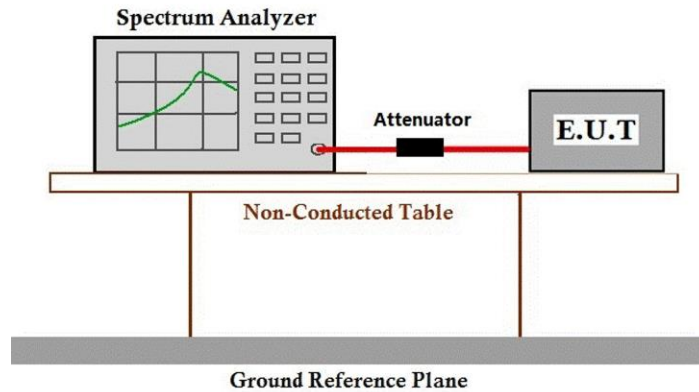 Spectrum Analyzer
Attenuator
E.U.T
Non-Conducted Table
Ground Reference Plane